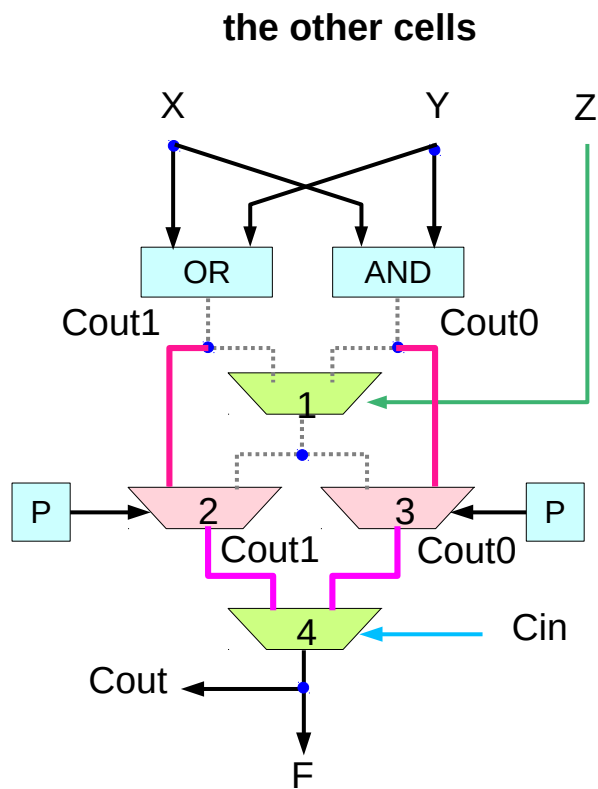 the other cells
X Y Z
OR AND
Cout1 Cout0
1
P 2 3 P
Cout1 Cout0
4 Cin
Cout
F